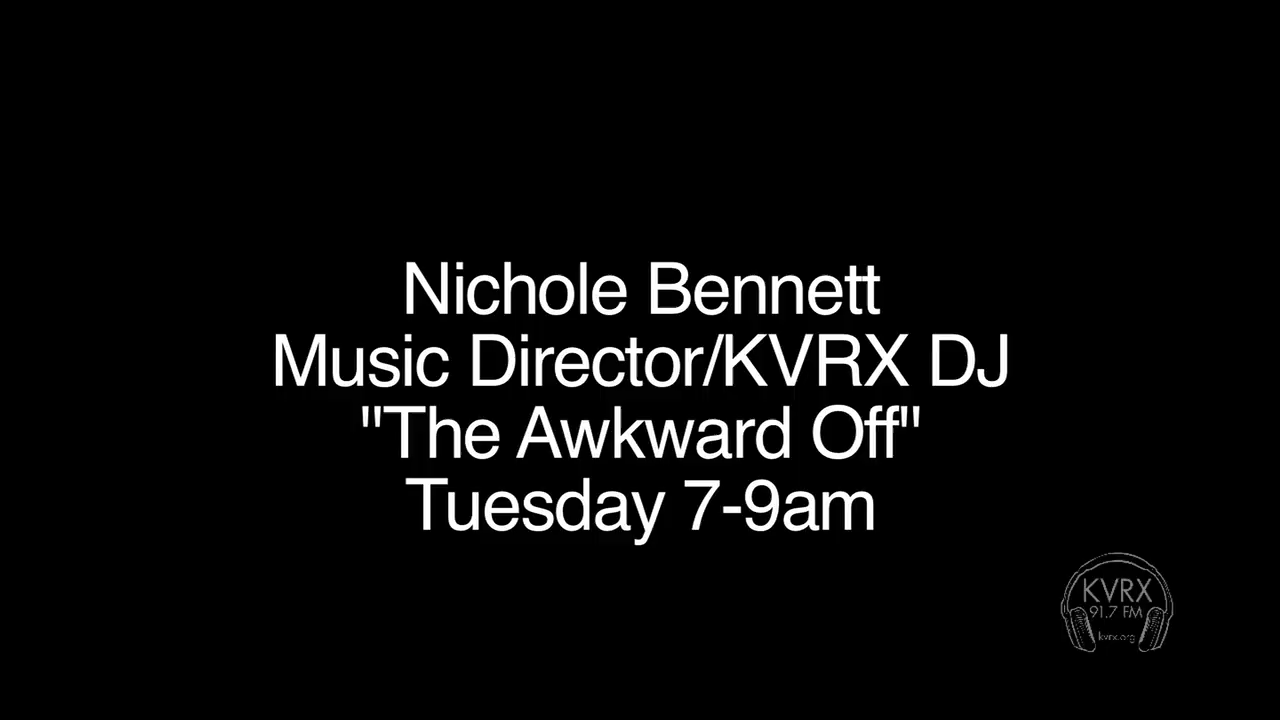 Nichole Bennett
Music Director/KVRX DJ
"The Awkward Off"
Tuesday 7-9am
KVRX
91.7 FM
kvrx.org